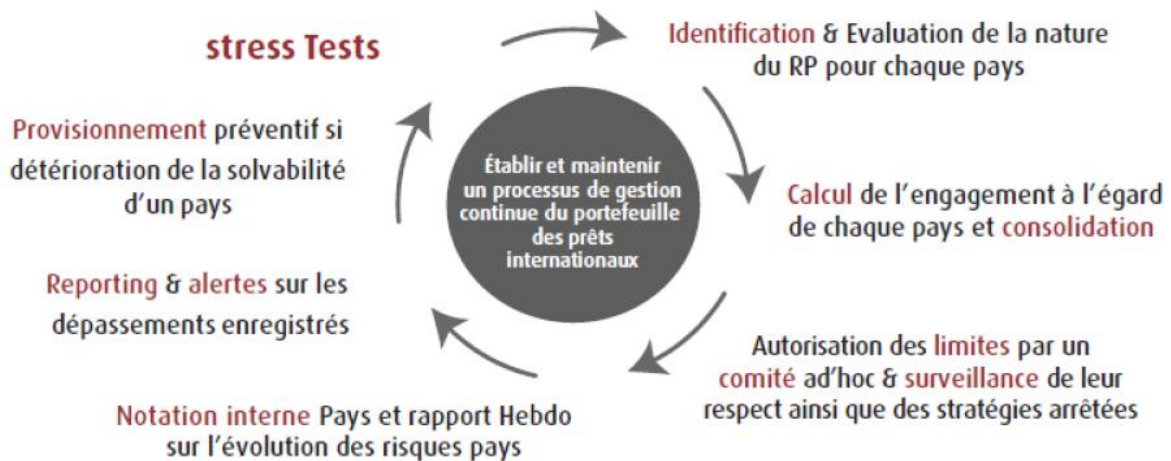 stress Tests
Identification & Evaluation de la nature
du RP pour chaque pays
Calcul de l'engagement à l'égard
de chaque pays et consolidation
Autorisation des limites par un
comité ad'hoc & surveillance de leur
respect ainsi que des stratégies arrêtées
Notation interne Pays et rapport Hebdo
sur l'évolution des risques pays
Reporting & alertes sur les
dépassements enregistrés
Provisionnement préventif si
détérioration de la solvabilité
d'un pays
Établir et maintenir
un processus de gestion
continue du portefeuille
des prêts
internationaux